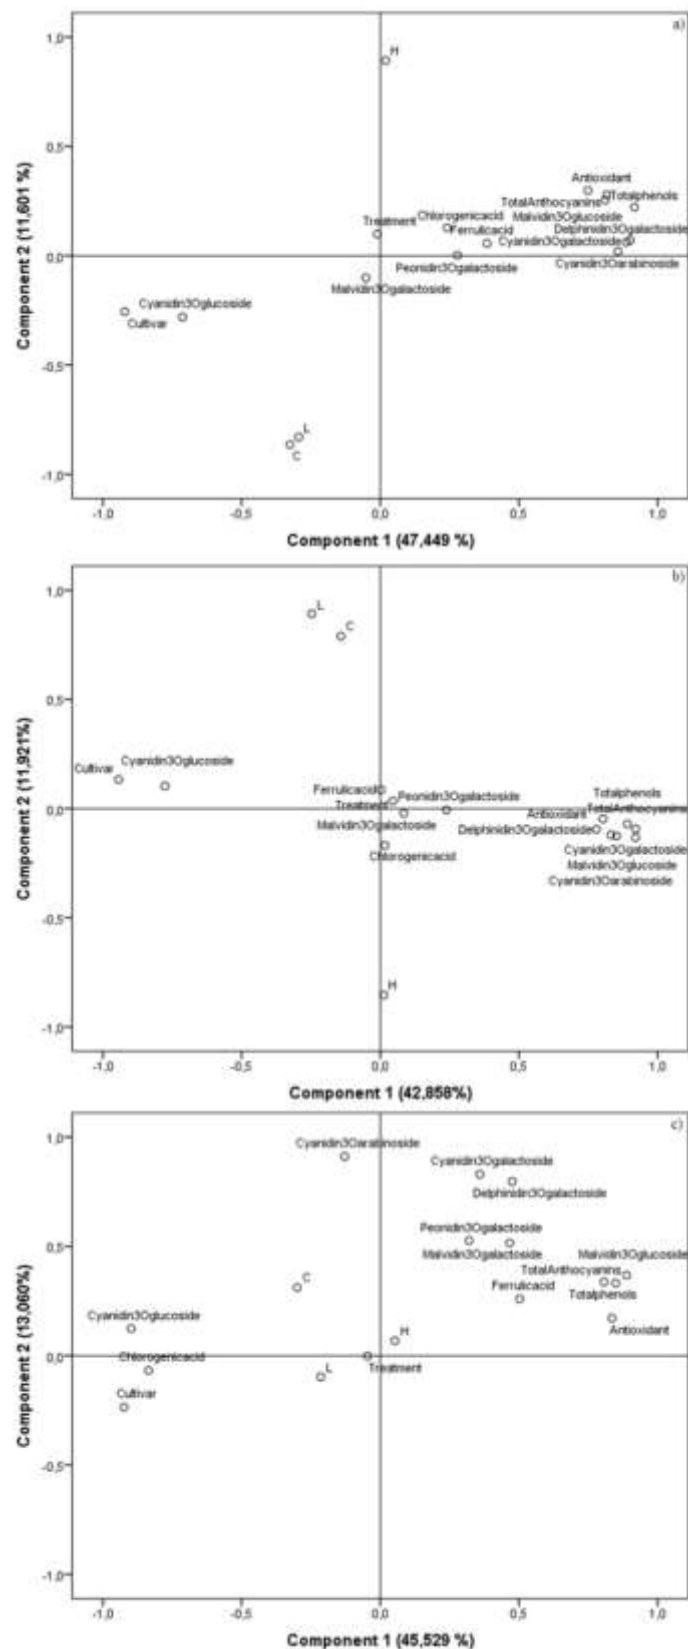 a)
1,0
H
0,5
Antioxidant
TotalAnthocyanins Totalphenols
Chlorogenicacid Malvidin3Oglucoside
Treatment Ferrulicacid Delphinidin3Ogalactoside
Cyanidin3Ogalactoside
0,0
Peonidin3Ogalactoside Cyanidin3Oarabinoside
Malvidin3Ogalactoside
Cyanidin3Oglucoside
Cultivar
-0,5
L
C
-1,0
Component 2 (11,601 %)
-1,0 -0,5 0,0 0,5 1,0
Component 1 (47,449 %)
b)
1,0
L
C
0,5
Cyanidin3Oglucoside
Cultivar
Ferrulicacid Peonidin3Ogalactoside Totalphenols
0,0
Treatment Antioxidant TotalAnthocyanins
Malvidin3Ogalactoside Delphinidin3Ogalactoside
Chlorogenicacid Cyanidin3Ogalactoside
Malvidin3Oglucoside
Cyanidin3Oarabinoside
-0,5
H
-1,0
Component 2 (11,921%)
-1,0 -0,5 0,0 0,5 1,0
Component 1 (42,858%)
c)
1,0
Cyanidin3Oarabinoside Cyanidin3Ogalactoside
Delphinidin3Ogalactoside
Peonidin3Ogalactoside
0,5
Malvidin3Ogalactoside Malvidin3Oglucoside
C TotalAnthocyanins
Ferrulicacid Totalphenols
Cyanidin3Oglucoside
H Antioxidant
Chlorogenicacid
0,0
L Treatment
Cultivar
-0,5
-1,0
Component 2 (13,060%)
-1,0 -0,5 0,0 0,5 1,0
Component 1 (45,529 %)